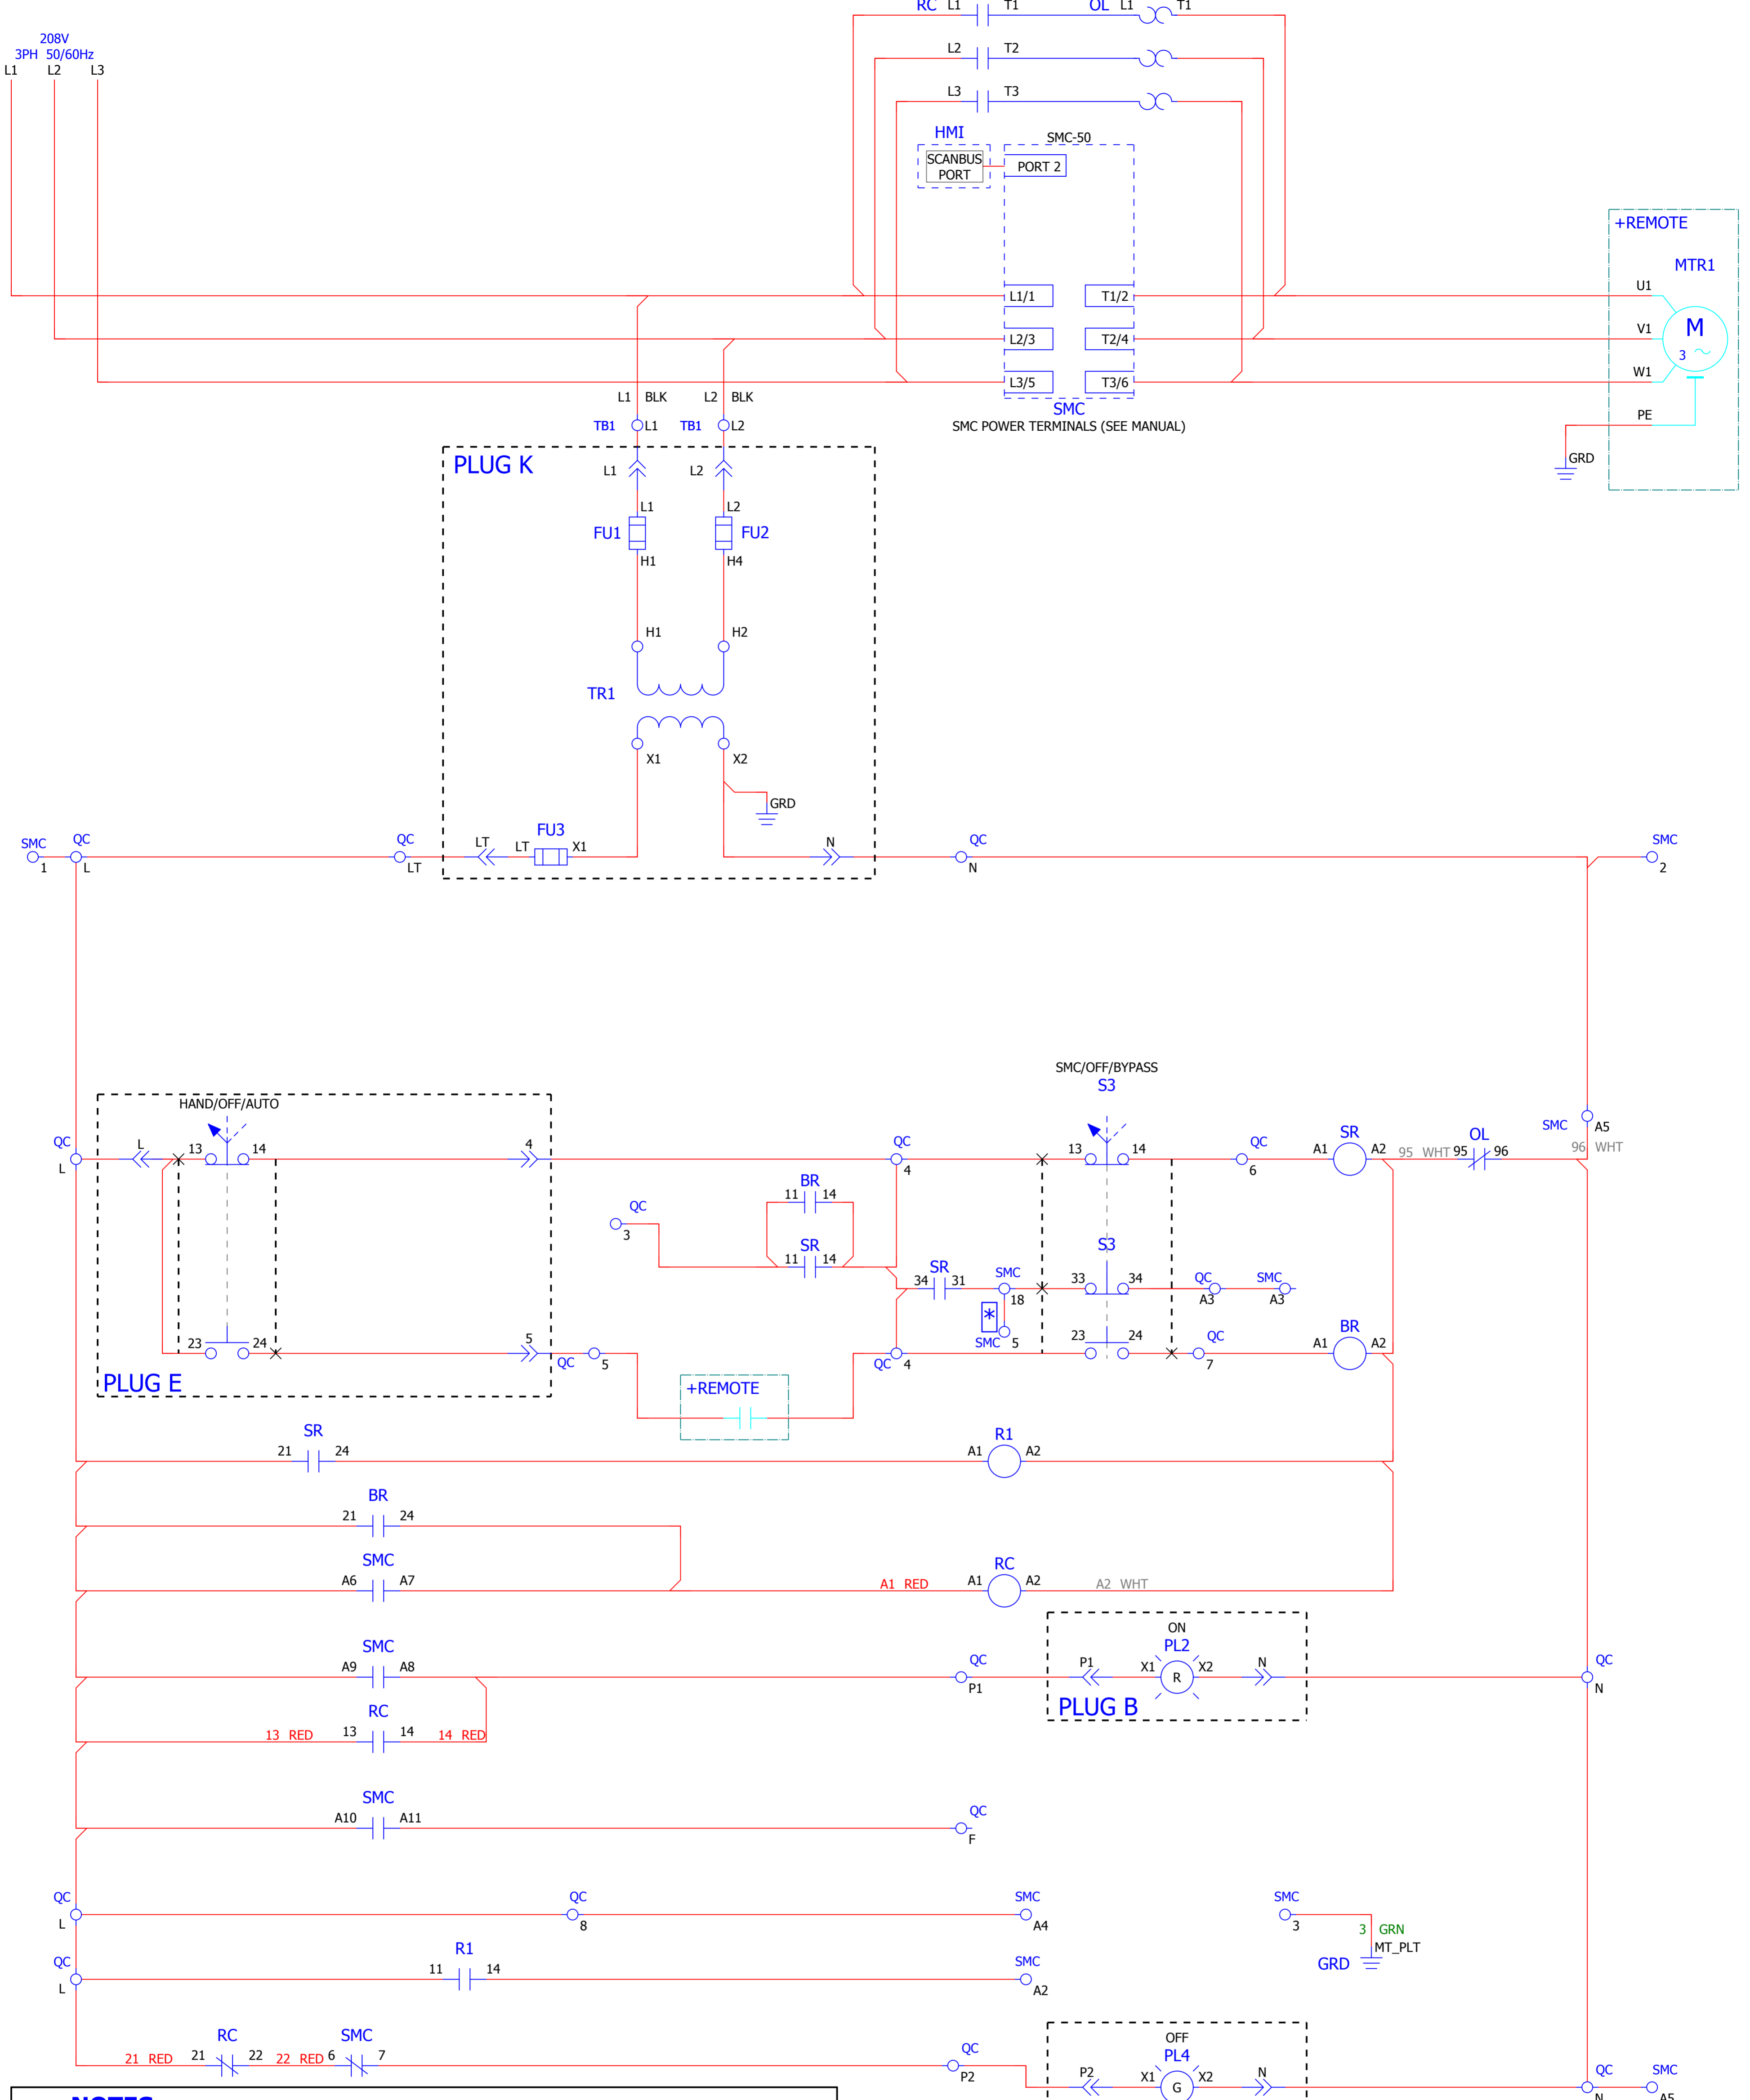 RC L1 T1 OL L1 T1
208V
3PH 50/60Hz
L1 L2 L3
L2 T2
L3 T3
HMI
SMC-50
SCANBUS
PORT
PORT 2
+REMOTE
MTR1
L1/1 T1/2 U1
L2/3 T2/4 V1
M
3
L3/5 T3/6 W1
L1 BLK L2 BLK
SMC
SMC POWER TERMINALS (SEE MANUAL)
PE
GRD
TB1 L1 TB1 L2
PLUG K
L1 L2
L1 L2
FU1 FU2
H1 H4
H1 H2
TR1
X1 X2
GRD
SMC QC QC LT LT FU3 X1 N QC SMC
1 L LT N 2
SMC/OFF/BYPASS
S3
HAND/OFF/AUTO
QC L 13 14 4 QC 13 14 QC SR OL SMC A5
L 4 6 A1 A2 95 WHT 95 96 96 WHT
BR
11 14
QC
3
SR
11 14
S3
SR
34 31 SMC 33 34 QC SMC
18 A3 A3
*
SMC 5
23 24 5 QC 5 QC 4 23 24 QC BR
7 A1 A2
PLUG E
+REMOTE
SR R1
21 24 A1 A2
BR
21 24
SMC RC
A6 A7 A1 RED A1 A2 A2 WHT
ON
SMC PL2
A9 A8 QC P1 X1 R X2 N QC
P1 N
PLUG B
RC
13 RED 13 14 14 RED
SMC
A10 A11 QC
F
QC QC SMC SMC
L 8 A4 3
3 GRN
MT_PLT
GRD
QC R1 SMC
L 11 14 A2
OFF
RC SMC PL4
21 RED 21 22 22 RED 6 7 QC P2 X1 G X2 N QC SMC
P2 N A5
NOTES